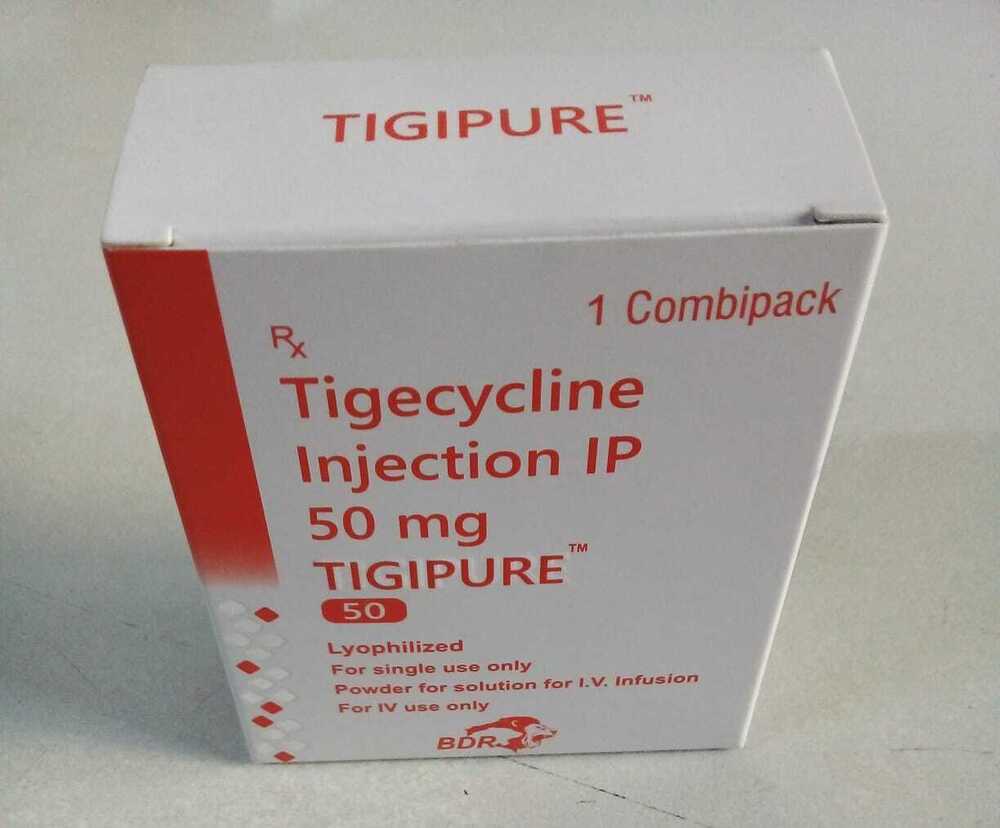 TIGIPURE™
1 Combipack
Rx
Tigecycline
Injection IP
50 mg
TIGIPURE™
50
Lyophilized
For single use only
Powder for solution for I.V. Infusion
For IV use only
BDR